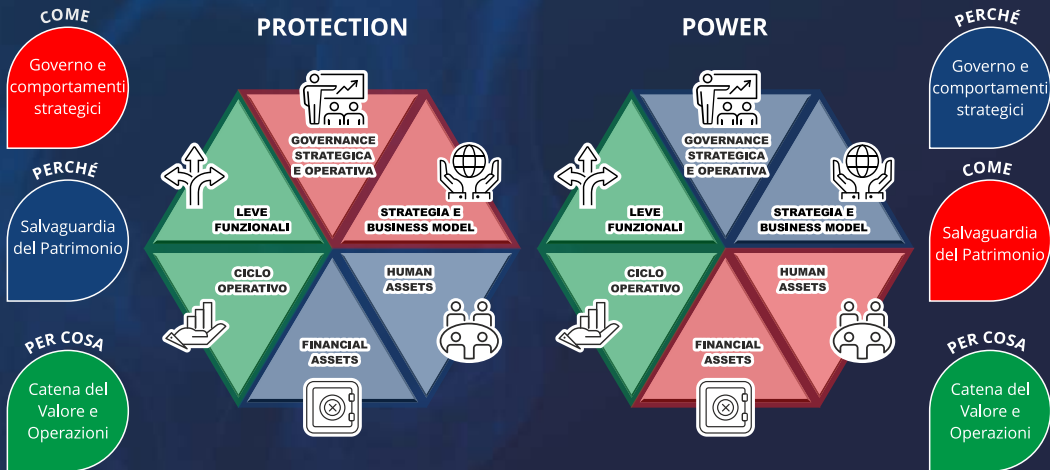 COME
Governo e
comportamenti
strategici
PERCHÉ
Salvaguardia
del Patrimonio
PER COSA
Catena del
Valore e
Operazioni
PROTECTION
GOVERNANCE
STRATEGICA
E OPERATIVA
LEVE
FUNZIONALI
STRATEGIA E
BUSINESS MODEL
CICLO
OPERATIVO
HUMAN
ASSETS
FINANCIAL
ASSETS
POWER
GOVERNANCE
STRATEGICA
E OPERATIVA
LEVE
FUNZIONALI
STRATEGIA E
BUSINESS MODEL
CICLO
OPERATIVO
HUMAN
ASSETS
FINANCIAL
ASSETS
PERCHÉ
Governo e
comportamenti
strategici
COME
Salvaguardia
del Patrimonio
PER COSA
Catena del
Valore e
Operazioni